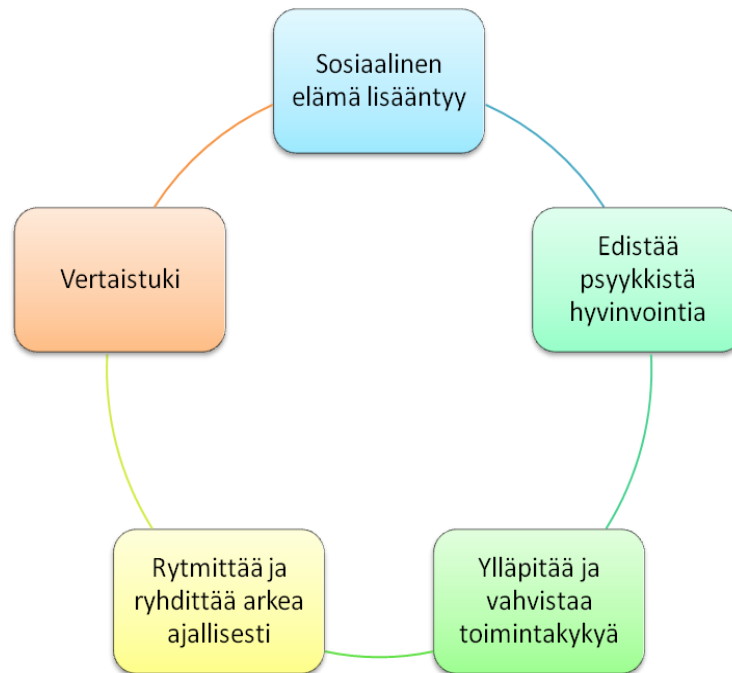 Sosiaalinen
elämä lisääntyy
Edistää
psyykkistä
hyvinvointia
Ylläpitää ja
vahvistaa
toimintakykyä
Rytmittää ja
ryhdittää arkea
ajallisesti
Vertaistuki